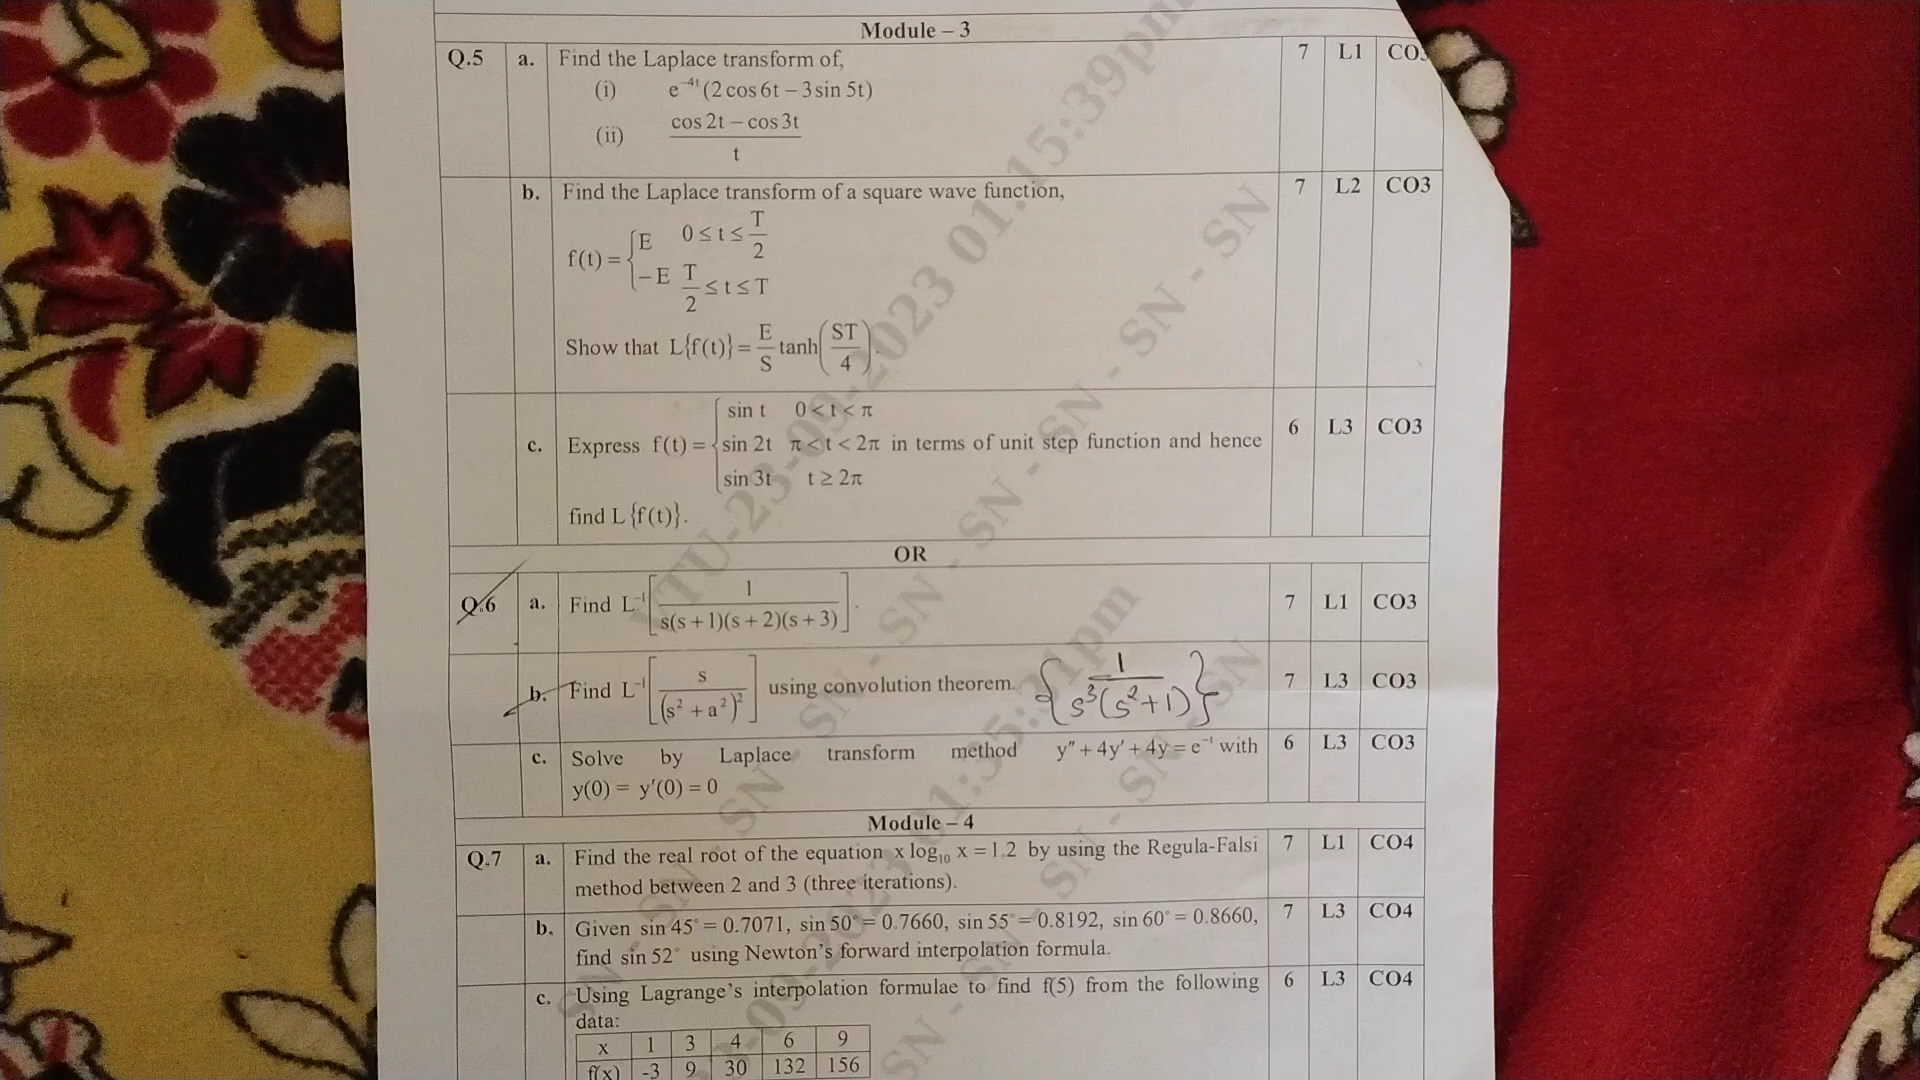 Module – 3
Q.5 a. Find the Laplace transform of, 7 L1
(i) e^{-4t} (2 cos 6t – 3 sin 5t)
(ii) (cos 2t – cos 3t) / t
b. Find the Laplace transform of a square wave function, 7 L2 CO3
f(t) = { E 0 ≤ t ≤ T/2
– E T/2 ≤ t ≤ T
Show that L{f(t)} = E/S tanh(ST/4).
sin t 0 < t < π
c. Express f(t) = { sin 2t π < t < 2π in terms of unit step function and hence 6 L3 CO3
sin 3t t ≥ 2π
find L{f(t)}.
OR
Q.6 a. Find L^{-1}[1 / (s(s + 1)(s + 2)(s + 3))]. 7 L1 CO3
b. Find L^{-1}[s / (s² + a²)²] using convolution theorem. {1 / (s³(s²+1))} 7 L3 CO3
c. Solve by Laplace transform method y″ + 4y′ + 4y = e^{-t} with 6 L3 CO3
y(0) = y′(0) = 0
Module – 4
Q.7 a. Find the real root of the equation x log₁₀ x = 1.2 by using the Regula-Falsi 7 L1 CO4
method between 2 and 3 (three iterations).
b. Given sin 45° = 0.7071, sin 50° = 0.7660, sin 55° = 0.8192, sin 60° = 0.8660, 7 L3 CO4
find sin 52° using Newton's forward interpolation formula.
c. Using Lagrange's interpolation formulae to find f(5) from the following 6 L3 CO4
data:
x 1 3 4 6 9
f(x) -3 9 30 132 156